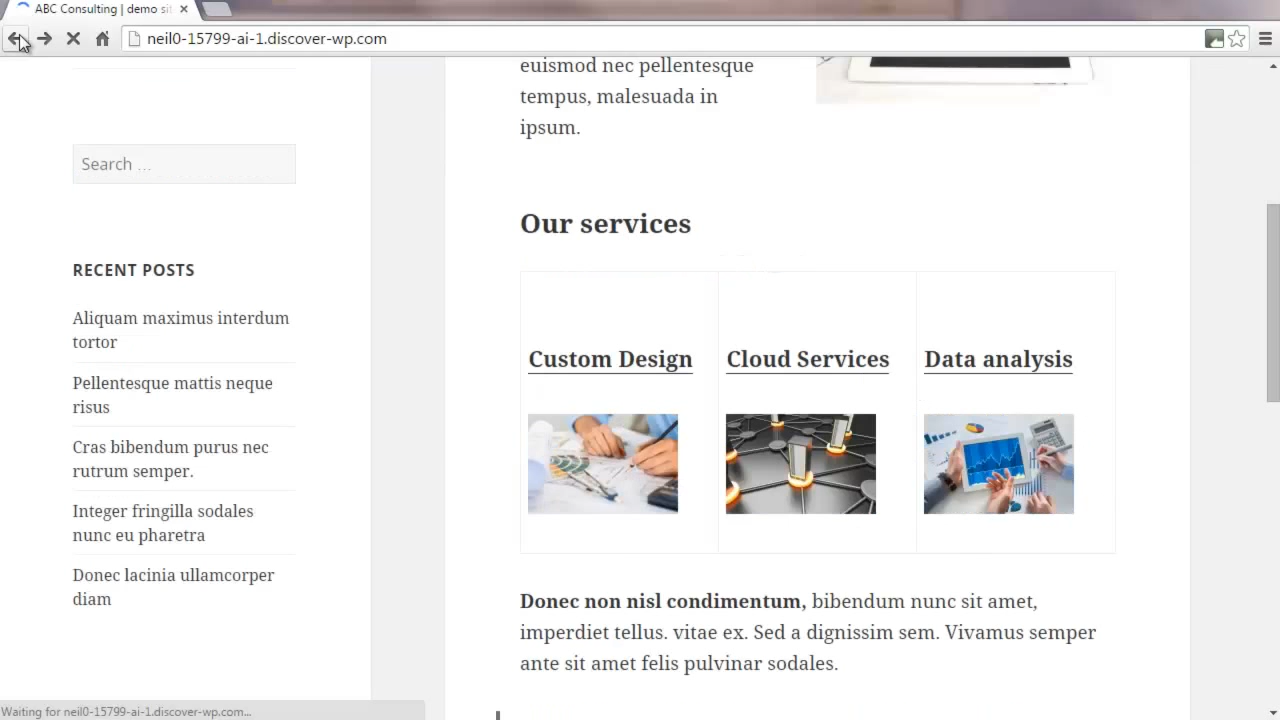 ABC Consulting | demo sit
neil0-15799-ai-1.discover-wp.com
euismod nec pellentesque
tempus, malesuada in
ipsum.
Search …
Our services
RECENT POSTS
Aliquam maximus interdum
tortor
Pellentesque mattis neque
risus
Cras bibendum purus nec
rutrum semper.
Integer fringilla sodales
nunc eu pharetra
Donec lacinia ullamcorper
diam
Custom Design
Cloud Services
Data analysis
Donec non nisl condimentum, bibendum nunc sit amet,
imperdiet tellus. vitae ex. Sed a dignissim sem. Vivamus semper
ante sit amet felis pulvinar sodales.
Waiting for neil0-15799-ai-1.discover-wp.com...